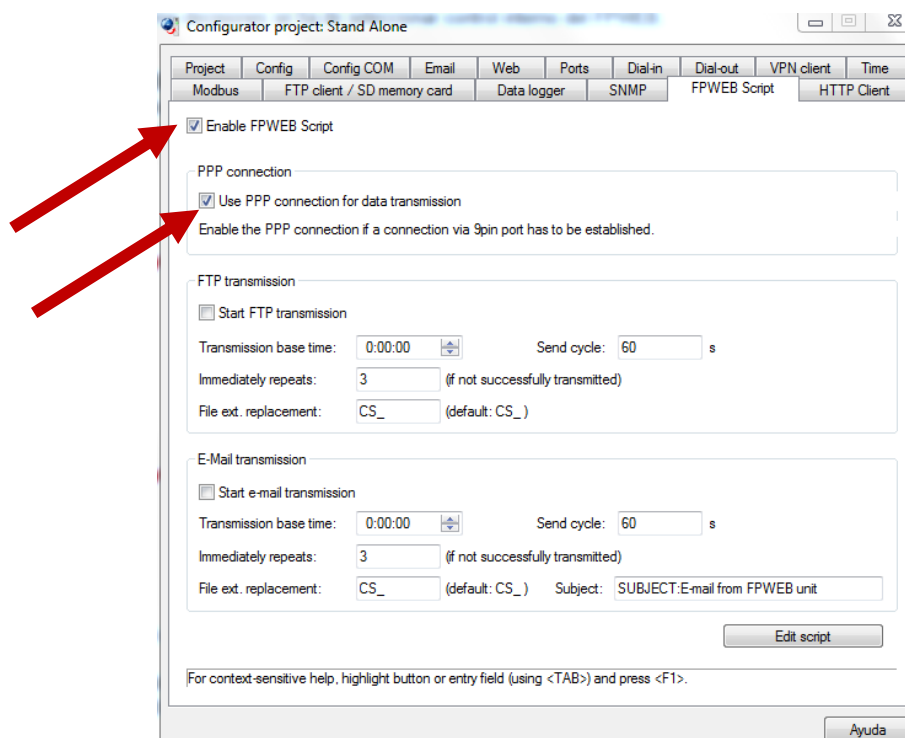 Configurator project: Stand Alone
Project Config Config COM Email Web Ports Dial-in Dial-out VPN client Time
Modbus FTP client / SD memory card Data logger SNMP FPWEB Script HTTP Client
Enable FPWEB Script
PPP connection
Use PPP connection for data transmission
Enable the PPP connection if a connection via 9pin port has to be established.
FTP transmission
Start FTP transmission
Transmission base time: 0:00:00 Send cycle: 60 s
Immediately repeats: 3 (if not successfully transmitted)
File ext. replacement: CS_ (default: CS_ )
E-Mail transmission
Start e-mail transmission
Transmission base time: 0:00:00 Send cycle: 60 s
Immediately repeats: 3 (if not successfully transmitted)
File ext. replacement: CS_ (default: CS_ ) Subject: SUBJECT:E-mail from FPWEB unit
Edit script
For context-sensitive help, highlight button or entry field (using <TAB>) and press <F1>.
Ayuda